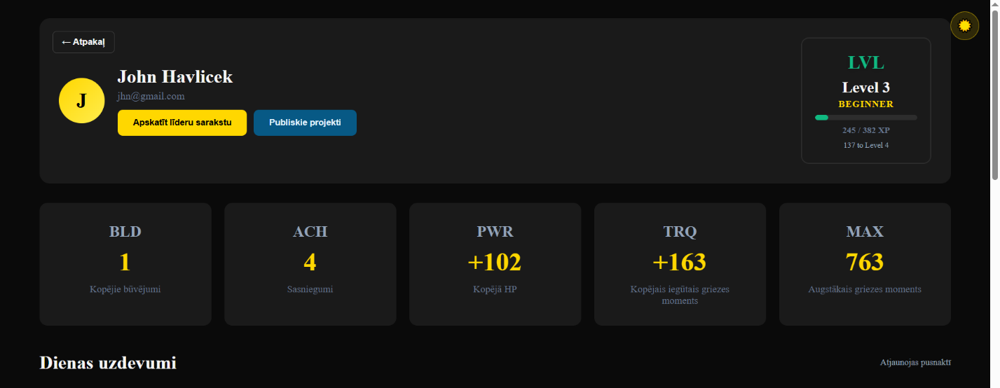 ← Atpakaļ
J
John Havlicek
jhn@gmail.com
Apskatīt līderu sarakstu
Publiskie projekti
LVL
Level 3
BEGINNER
245 / 382 XP
137 to Level 4
BLD
1
Kopējie būvējumi
ACH
4
Sasniegumi
PWR
+102
Kopējā HP
TRQ
+163
Kopējais iegūtais griezes
moments
MAX
763
Augstākais griezes moments
Dienas uzdevumi
Atjaunojas pusnaktī